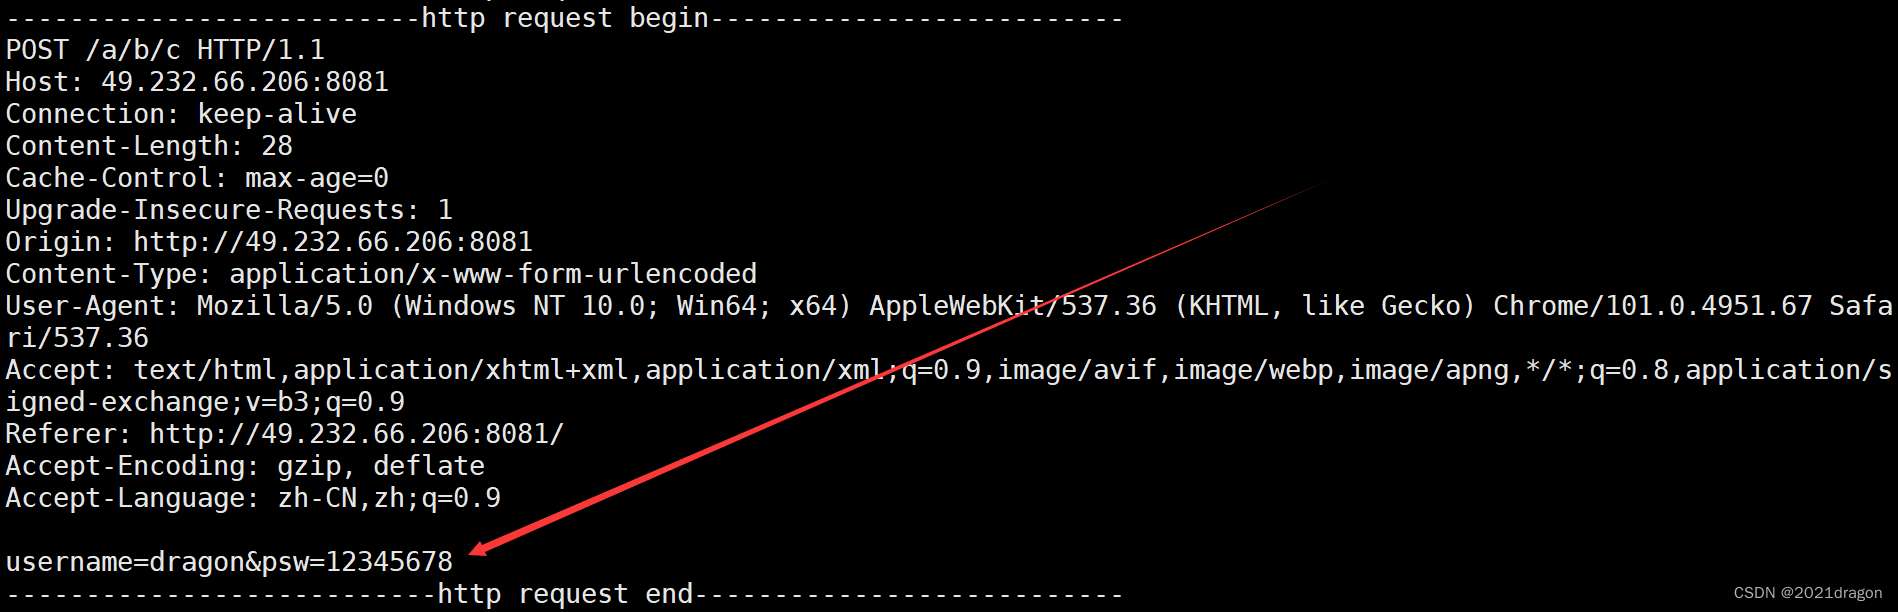 --------------------------http request begin--------------------------
POST /a/b/c HTTP/1.1
Host: 49.232.66.206:8081
Connection: keep-alive
Content-Length: 28
Cache-Control: max-age=0
Upgrade-Insecure-Requests: 1
Origin: http://49.232.66.206:8081
Content-Type: application/x-www-form-urlencoded
User-Agent: Mozilla/5.0 (Windows NT 10.0; Win64; x64) AppleWebKit/537.36 (KHTML, like Gecko) Chrome/101.0.4951.67 Safa
ri/537.36
Accept: text/html,application/xhtml+xml,application/xml;q=0.9,image/avif,image/webp,image/apng,*/*;q=0.8,application/s
igned-exchange;v=b3;q=0.9
Referer: http://49.232.66.206:8081/
Accept-Encoding: gzip, deflate
Accept-Language: zh-CN,zh;q=0.9

username=dragon&psw=12345678
---------------------------http request end---------------------------
CSDN @2021dragon